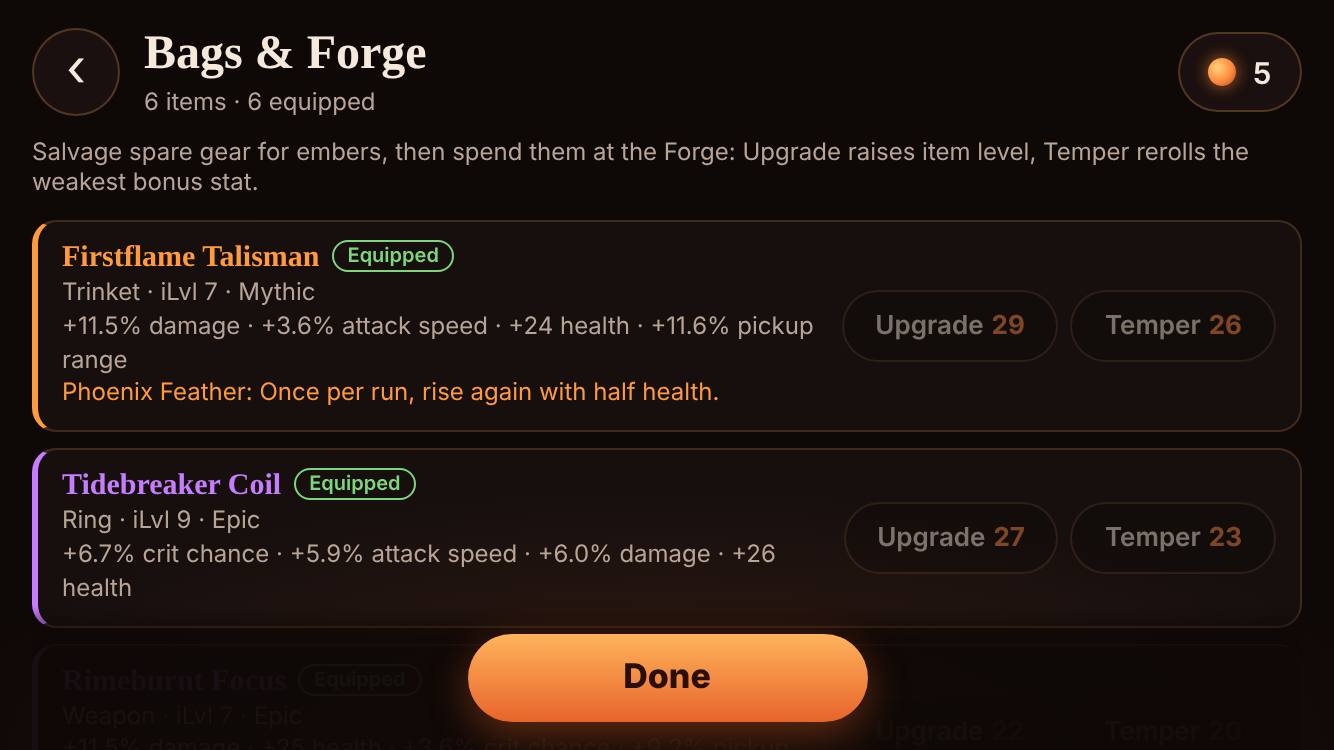 Bags & Forge
6 items · 6 equipped
5
Salvage spare gear for embers, then spend them at the Forge: Upgrade raises item level, Temper rerolls the
weakest bonus stat.
Firstflame Talisman Equipped
Trinket · iLvl 7 · Mythic
+11.5% damage · +3.6% attack speed · +24 health · +11.6% pickup
range
Phoenix Feather: Once per run, rise again with half health.
Upgrade 29 Temper 26
Tidebreaker Coil Equipped
Ring · iLvl 9 · Epic
+6.7% crit chance · +5.9% attack speed · +6.0% damage · +26
health
Upgrade 27 Temper 23
Rimeburnt Focus Equipped
Weapon · iLvl 7 · Epic
Upgrade 22 Temper 20
Done